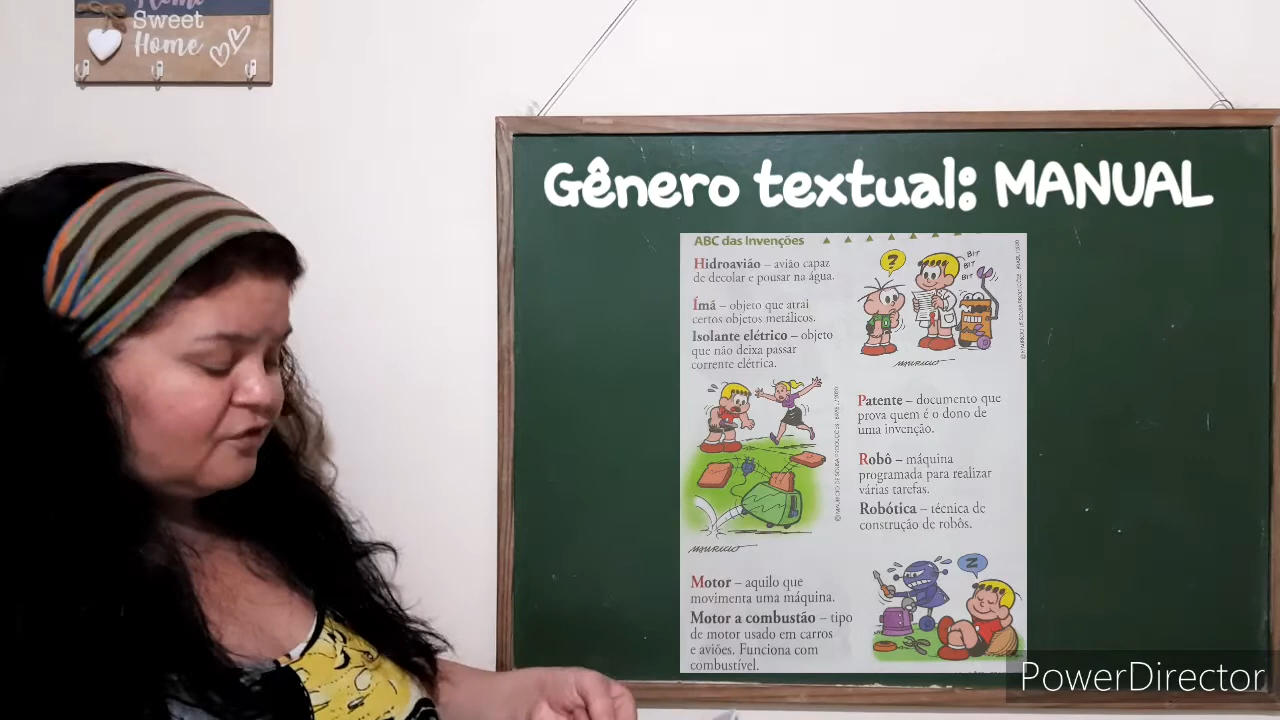 Home
Sweet
Home
Gênero textual: MANUAL
ABC das Invenções
Hidroavião – avião capaz
de decolar e pousar na água.
Ímã – objeto que atrai
certos objetos metálicos.
Isolante elétrico – objeto
que não deixa passar
corrente elétrica.
MAURICIO
Motor – aquilo que
movimenta uma máquina.
Motor a combustão – tipo
de motor usado em carros
e aviões. Funciona com
combustível.
?
BIT
BIT
BIT
MAURICIO
Patente – documento que
prova quem é o dono de
uma invenção.
Robô – máquina
programada para realizar
várias tarefas.
Robótica – técnica de
construção de robôs.
Z
PowerDirector